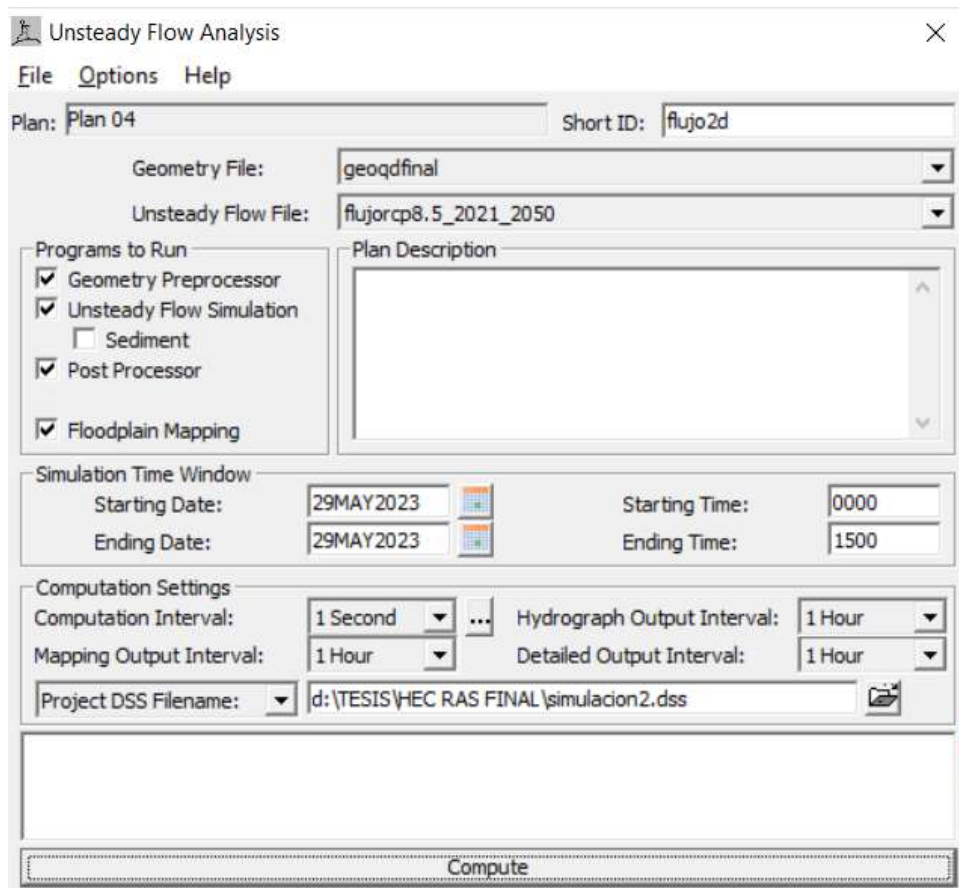 Unsteady Flow Analysis
File Options Help
Plan: Plan 04 Short ID: flujo2d
Geometry File: geoqdfinal
Unsteady Flow File: flujorcp8.5_2021_2050
Programs to Run Plan Description
Geometry Preprocessor
Unsteady Flow Simulation
Sediment
Post Processor
Floodplain Mapping
Simulation Time Window
Starting Date: 29MAY2023 Starting Time: 0000
Ending Date: 29MAY2023 Ending Time: 1500
Computation Settings
Computation Interval: 1 Second ... Hydrograph Output Interval: 1 Hour
Mapping Output Interval: 1 Hour Detailed Output Interval: 1 Hour
Project DSS Filename: d:\TESIS\HEC RAS FINAL\simulacion2.dss
Compute